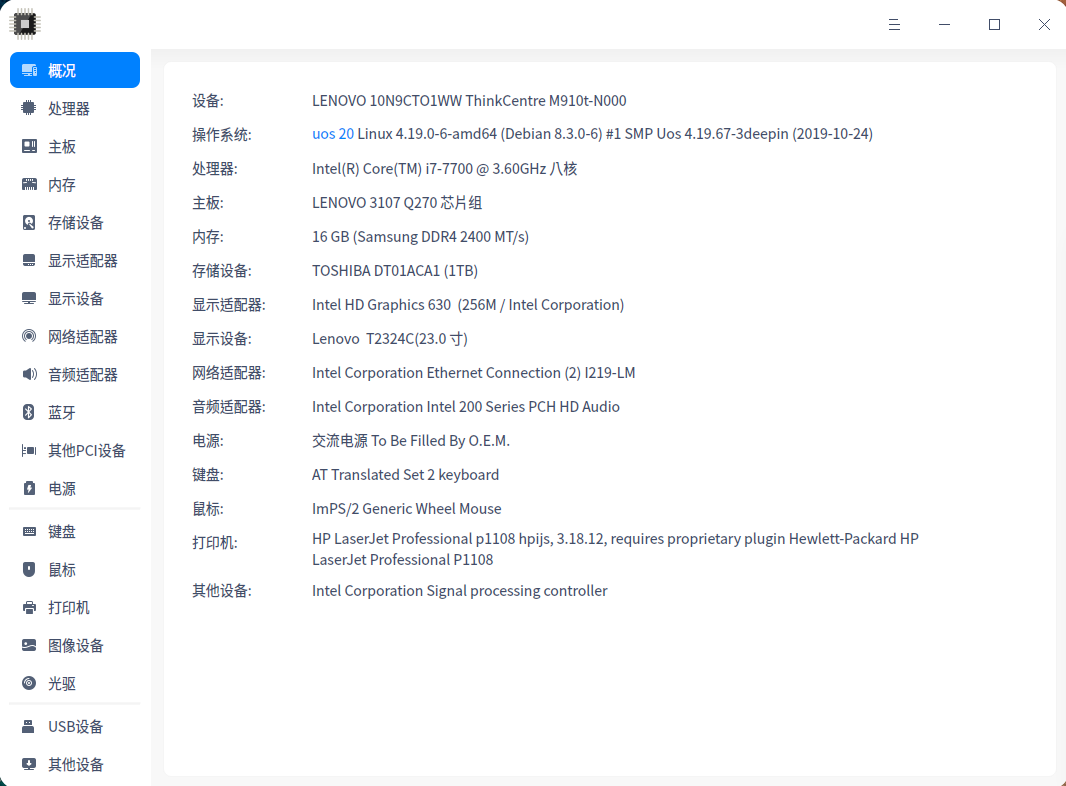 概况
处理器
主板
内存
存储设备
显示适配器
显示设备
网络适配器
音频适配器
蓝牙
其他PCI设备
电源
键盘
鼠标
打印机
图像设备
光驱
USB设备
其他设备
设备: LENOVO 10N9CTO1WW ThinkCentre M910t-N000
操作系统: uos 20 Linux 4.19.0-6-amd64 (Debian 8.3.0-6) #1 SMP Uos 4.19.67-3deepin (2019-10-24)
处理器: Intel(R) Core(TM) i7-7700 @ 3.60GHz 八核
主板: LENOVO 3107 Q270 芯片组
内存: 16 GB (Samsung DDR4 2400 MT/s)
存储设备: TOSHIBA DT01ACA1 (1TB)
显示适配器: Intel HD Graphics 630  (256M / Intel Corporation)
显示设备: Lenovo  T2324C(23.0 寸)
网络适配器: Intel Corporation Ethernet Connection (2) I219-LM
音频适配器: Intel Corporation Intel 200 Series PCH HD Audio
电源: 交流电源 To Be Filled By O.E.M.
键盘: AT Translated Set 2 keyboard
鼠标: ImPS/2 Generic Wheel Mouse
打印机: HP LaserJet Professional p1108 hpijs, 3.18.12, requires proprietary plugin Hewlett-Packard HP
LaserJet Professional P1108
其他设备: Intel Corporation Signal processing controller